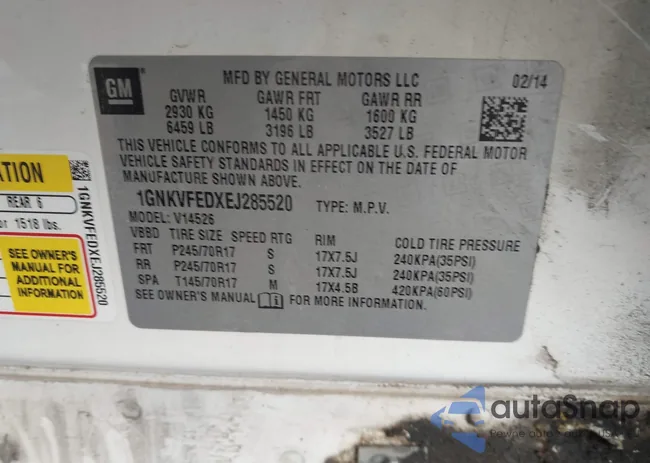 GM
MFD BY GENERAL MOTORS LLC 02/14
GVWR GAWR FRT GAWR RR
2930 KG 1450 KG 1600 KG
6459 LB 3196 LB 3527 LB
THIS VEHICLE CONFORMS TO ALL APPLICABLE U.S. FEDERAL MOTOR
VEHICLE SAFETY STANDARDS IN EFFECT ON THE DATE OF
MANUFACTURE SHOWN ABOVE.
1GNKVFEDXEJ285520 TYPE: M.P.V.
MODEL: V14526
VBBD TIRE SIZE SPEED RTG RIM COLD TIRE PRESSURE
FRT P245/70R17 S 17X7.5J 240KPA(35PSI)
RR P245/70R17 S 17X7.5J 240KPA(35PSI)
SPA T145/70R17 M 17X4.5B 420KPA(60PSI)
SEE OWNER'S MANUAL FOR MORE INFORMATION.
ATION
REAR 6
or 1518 lbs.
SEE OWNER'S
MANUAL FOR
ADDITIONAL
INFORMATION
1GNKVFEDXEJ285520
autoSnap